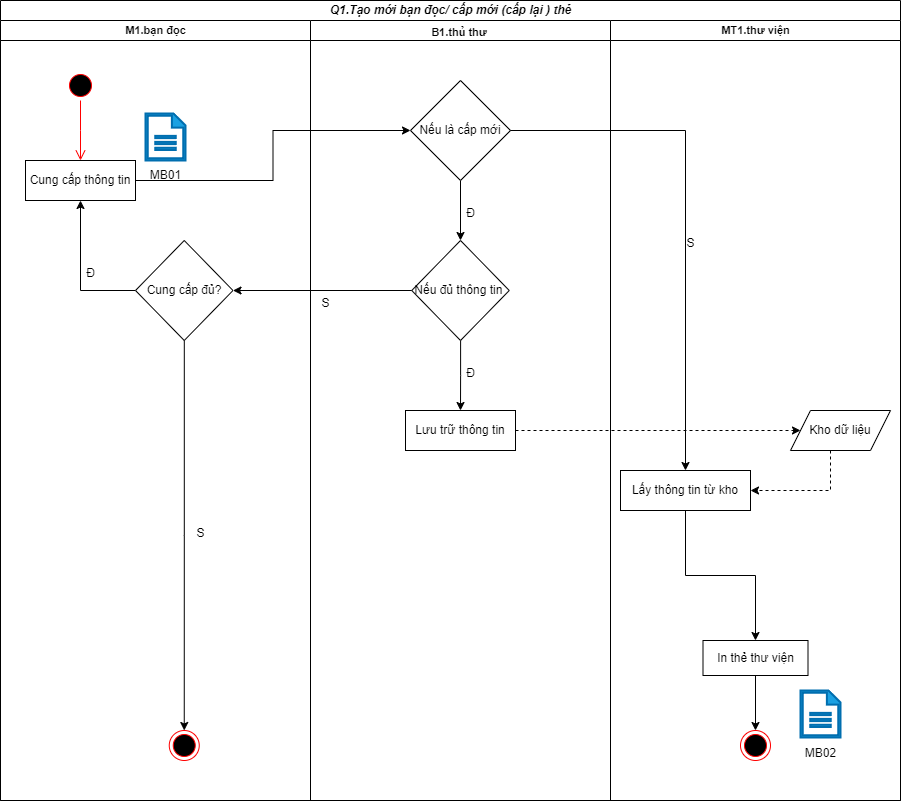 Q1.Tạo mới bạn đọc/ cấp mới (cấp lại ) thẻ
M1.bạn đọc
B1.thủ thư
MT1.thư viện
Nếu là cấp mới
MB01
Cung cấp thông tin
Đ
S
Đ
Cung cấp đủ?
S
Nếu đủ thông tin
Đ
Lưu trữ thông tin
Kho dữ liệu
Lấy thông tin từ kho
S
In thẻ thư viện
MB02